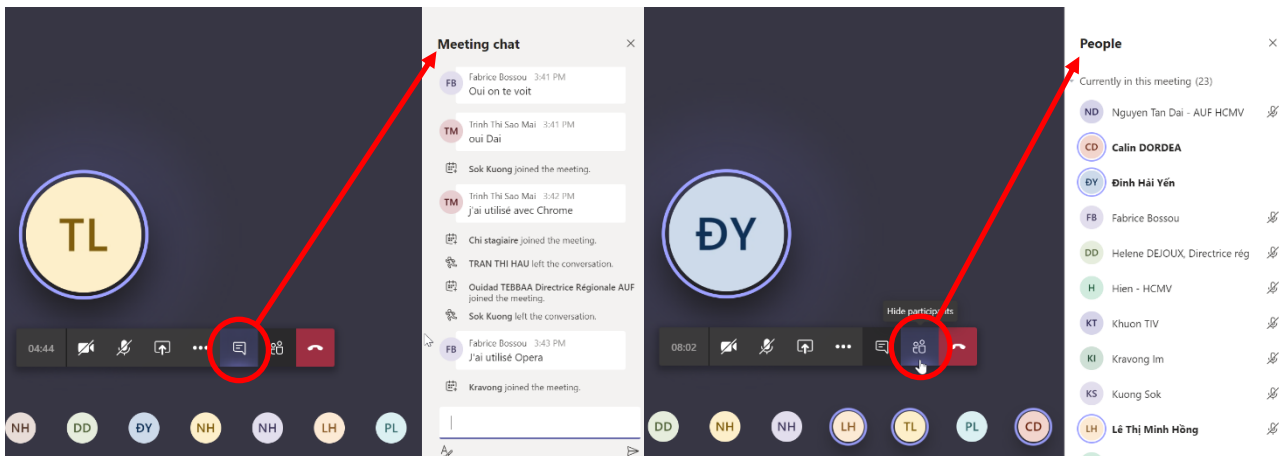 TL
04:44
NH
DD
ĐY
NH
NH
LH
PL
Meeting chat
FB
Fabrice Bossou 3:41 PM
Oui on te voit
TM
Trinh Thi Sao Mai 3:41 PM
oui Dai
Sok Kuong joined the meeting.
TM
Trinh Thi Sao Mai 3:42 PM
j'ai utilisé avec Chrome
Chi stagiaire joined the meeting.
TRAN THI HAU left the conversation.
Ouidad TEBBAA Directrice Régionale AUF
joined the meeting.
Sok Kuong left the conversation.
FB
Fabrice Bossou 3:43 PM
J'ai utilisé Opera
Kravong joined the meeting.
ĐY
Hide participants
08:02
DD
NH
NH
LH
TL
PL
CD
People
Currently in this meeting (23)
ND Nguyen Tan Dai - AUF HCMV
CD Calin DORDEA
ĐY Đinh Hải Yến
FB Fabrice Bossou
DD Helene DEJOUX, Directrice rég
H Hien - HCMV
KT Khuon TIV
KI Kravong Im
KS Kuong Sok
LH Lê Thị Minh Hồng